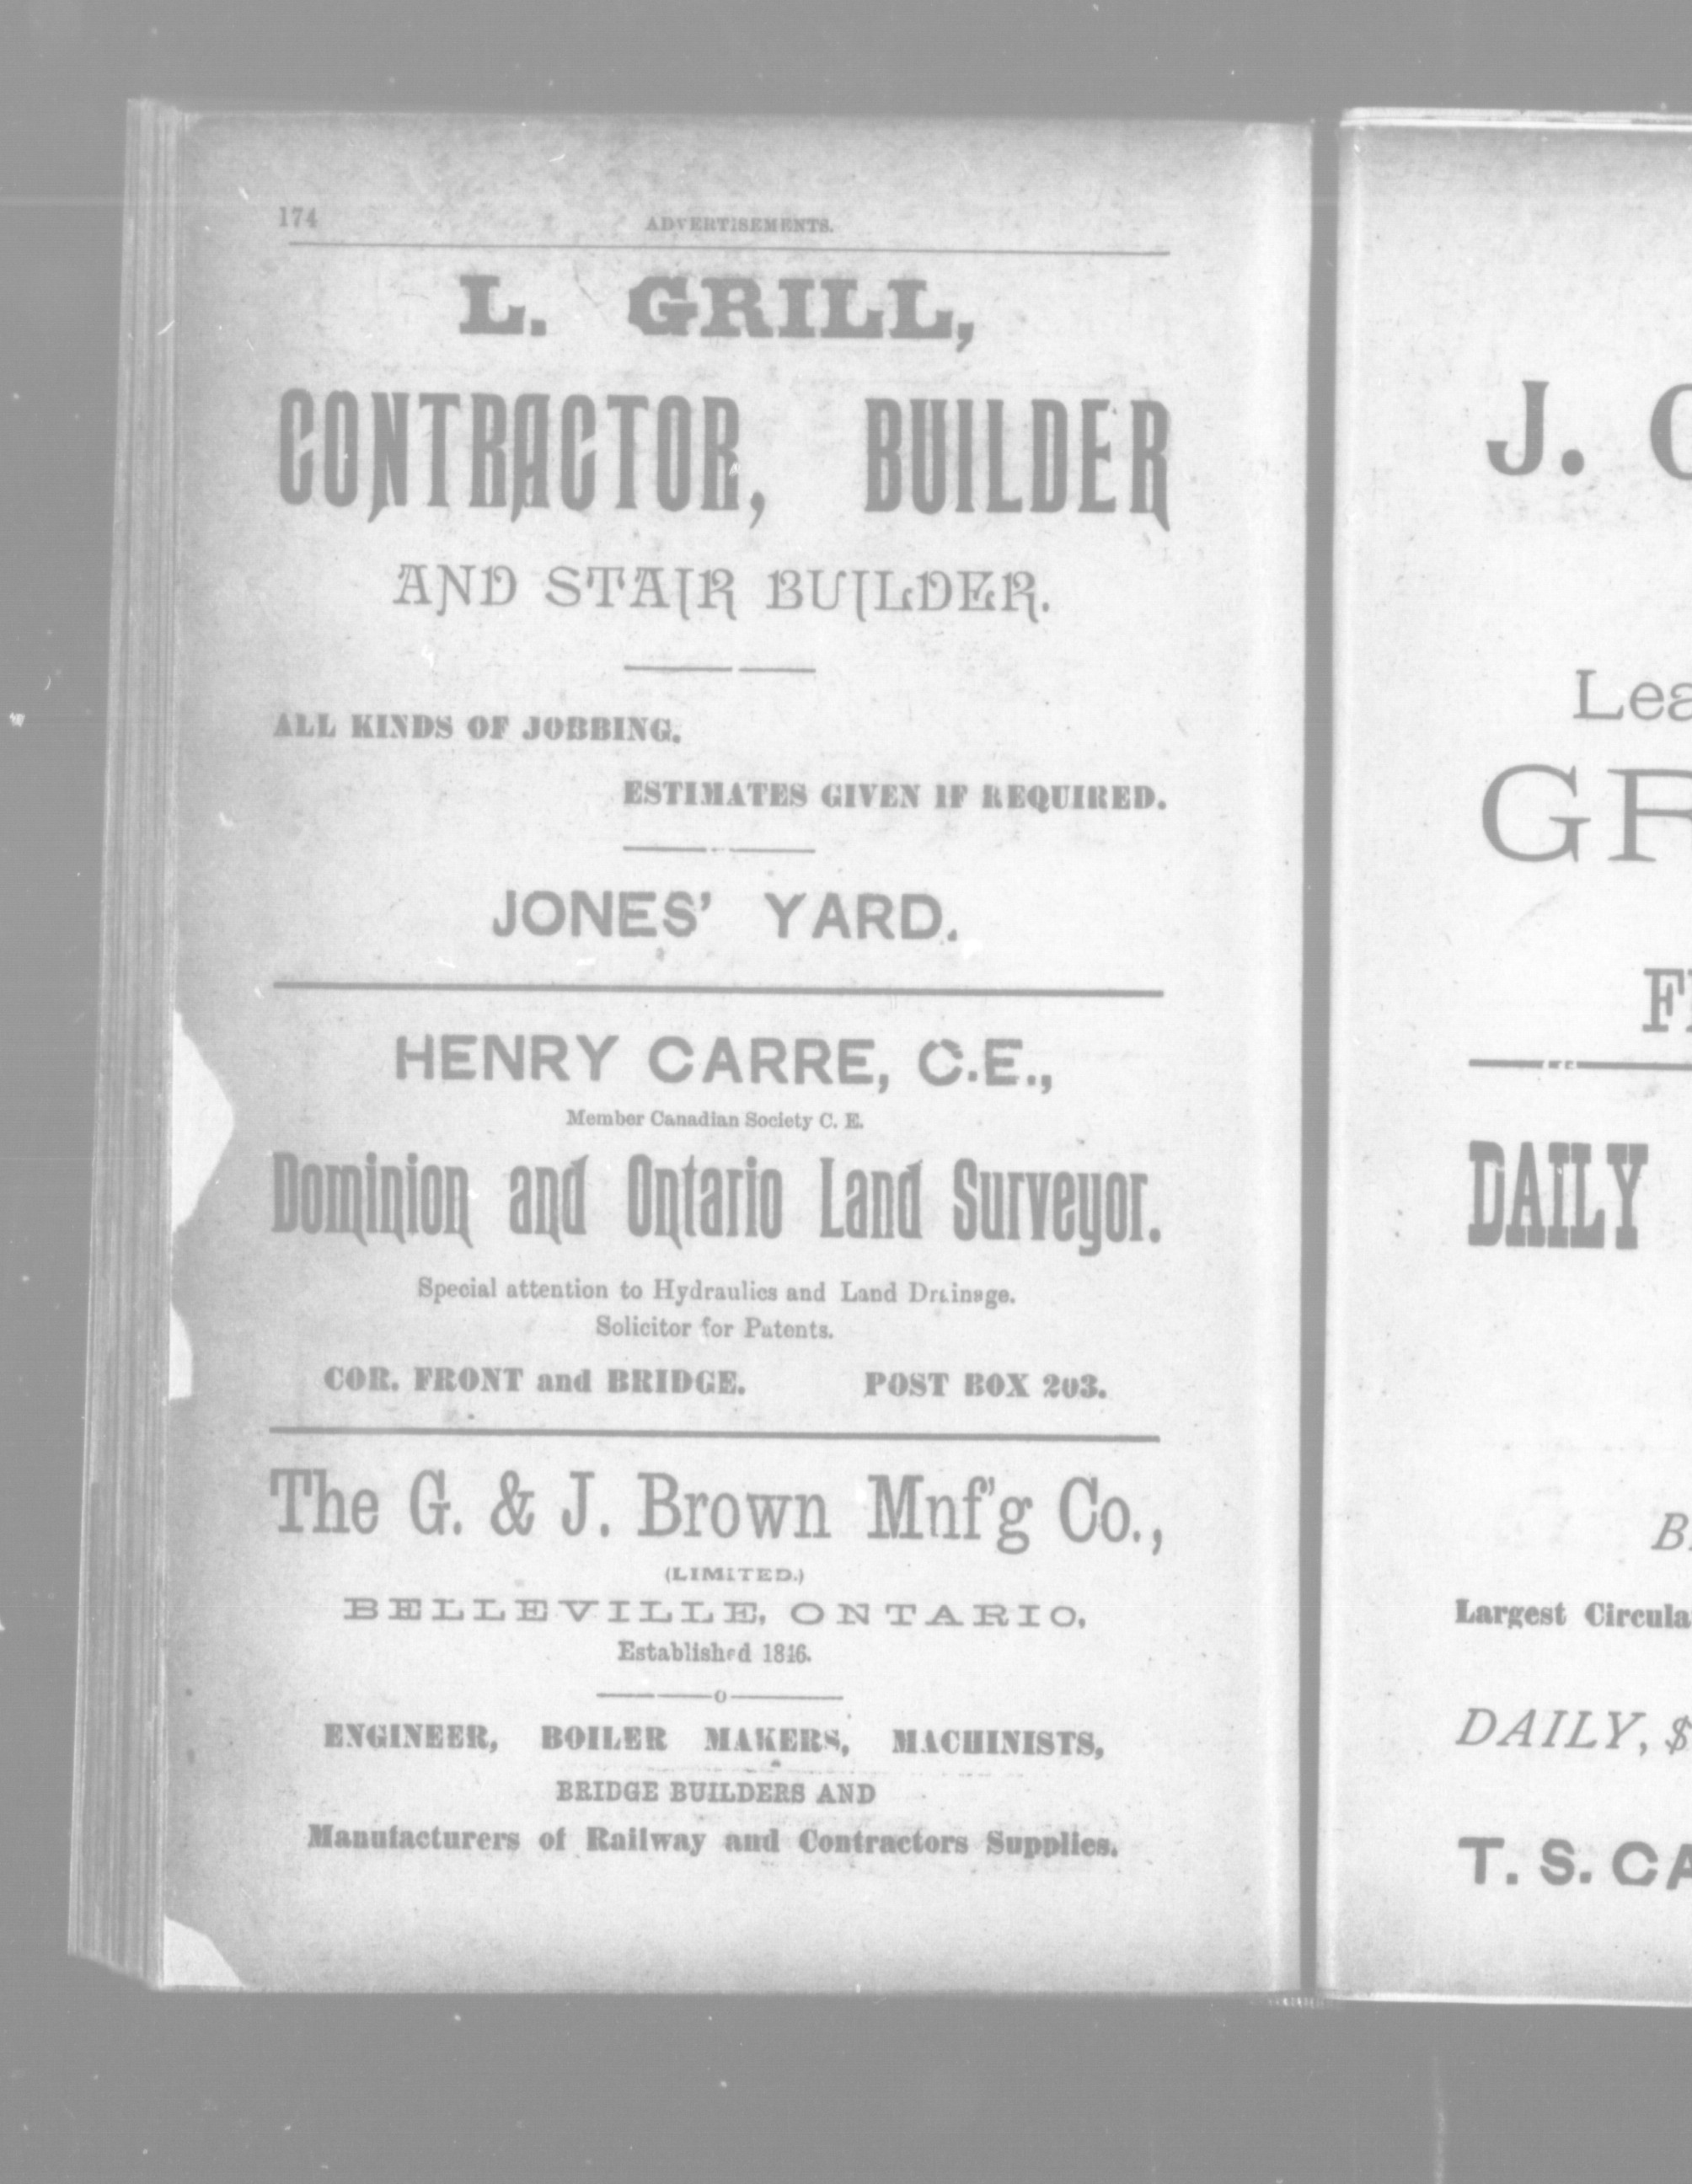 174
ADVERTISEMENTS.
L. GRILL,
CONTRACTOR, BUILDER
AND STAIR BUILDER.
ALL KINDS OF JOBBING.
ESTIMATES GIVEN IF REQUIRED.
JONES' YARD.
HENRY CARRE, C.E.,
Member Canadian Society C. E.
Dominion and Ontario Land Surveyor.
Special attention to Hydraulics and Land Drainage.
Solicitor for Patents.
COR. FRONT and BRIDGE. POST BOX 203.
The G. & J. Brown Mnf'g Co.,
(LIMITED.)
BELLEVILLE, ONTARIO,
Established 1846.
o
ENGINEER, BOILER MAKERS, MACHINISTS,
BRIDGE BUILDERS AND
Manufacturers of Railway and Contractors Supplies.
J.
Lea
GR
DAILY
Largest Circula
DAILY, $
T. S. CA